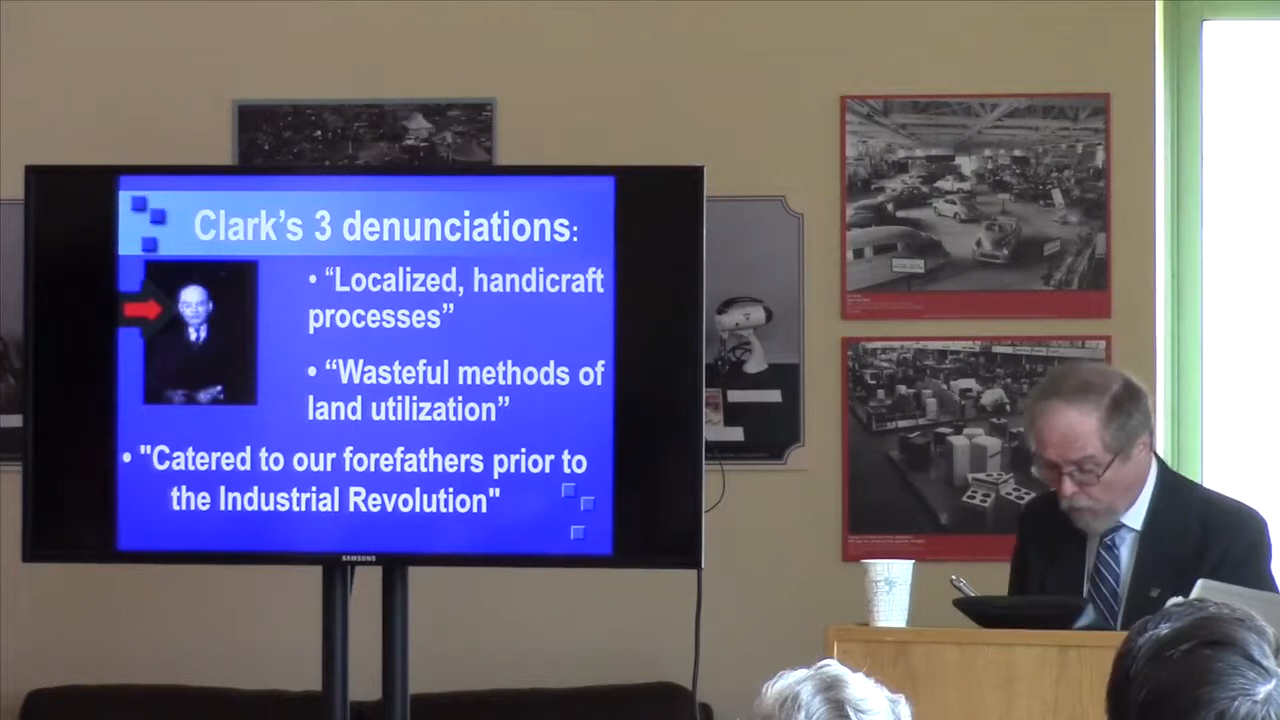 Clark's 3 denunciations:
• “Localized, handicraft
processes”
• “Wasteful methods of
land utilization”
• "Catered to our forefathers prior to
the Industrial Revolution"
SAMSUNG